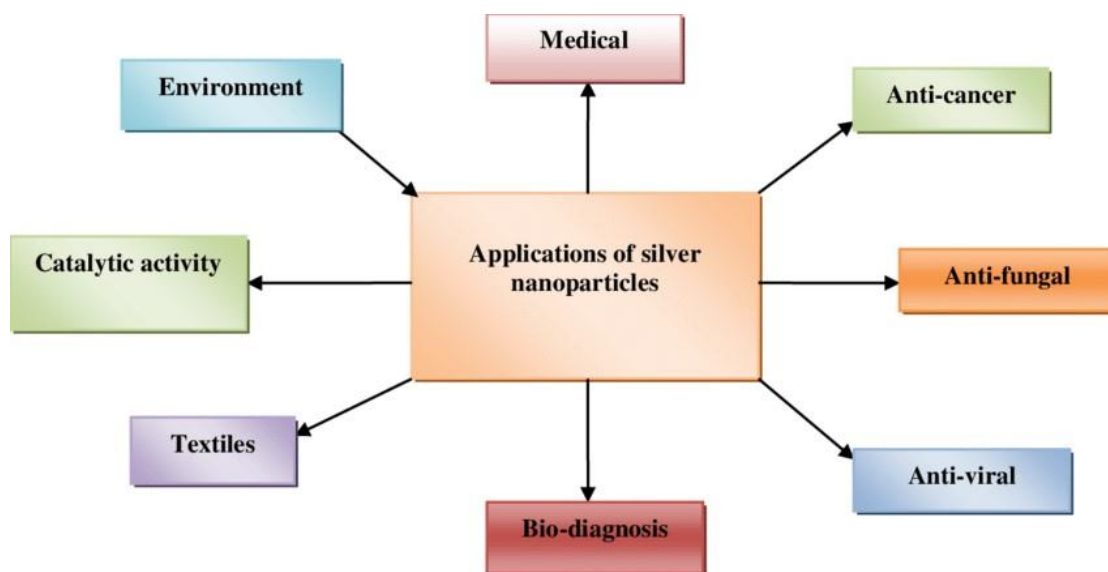 Medical
Environment
Anti-cancer
Applications of silver
nanoparticles
Catalytic activity
Anti-fungal
Textiles
Anti-viral
Bio-diagnosis